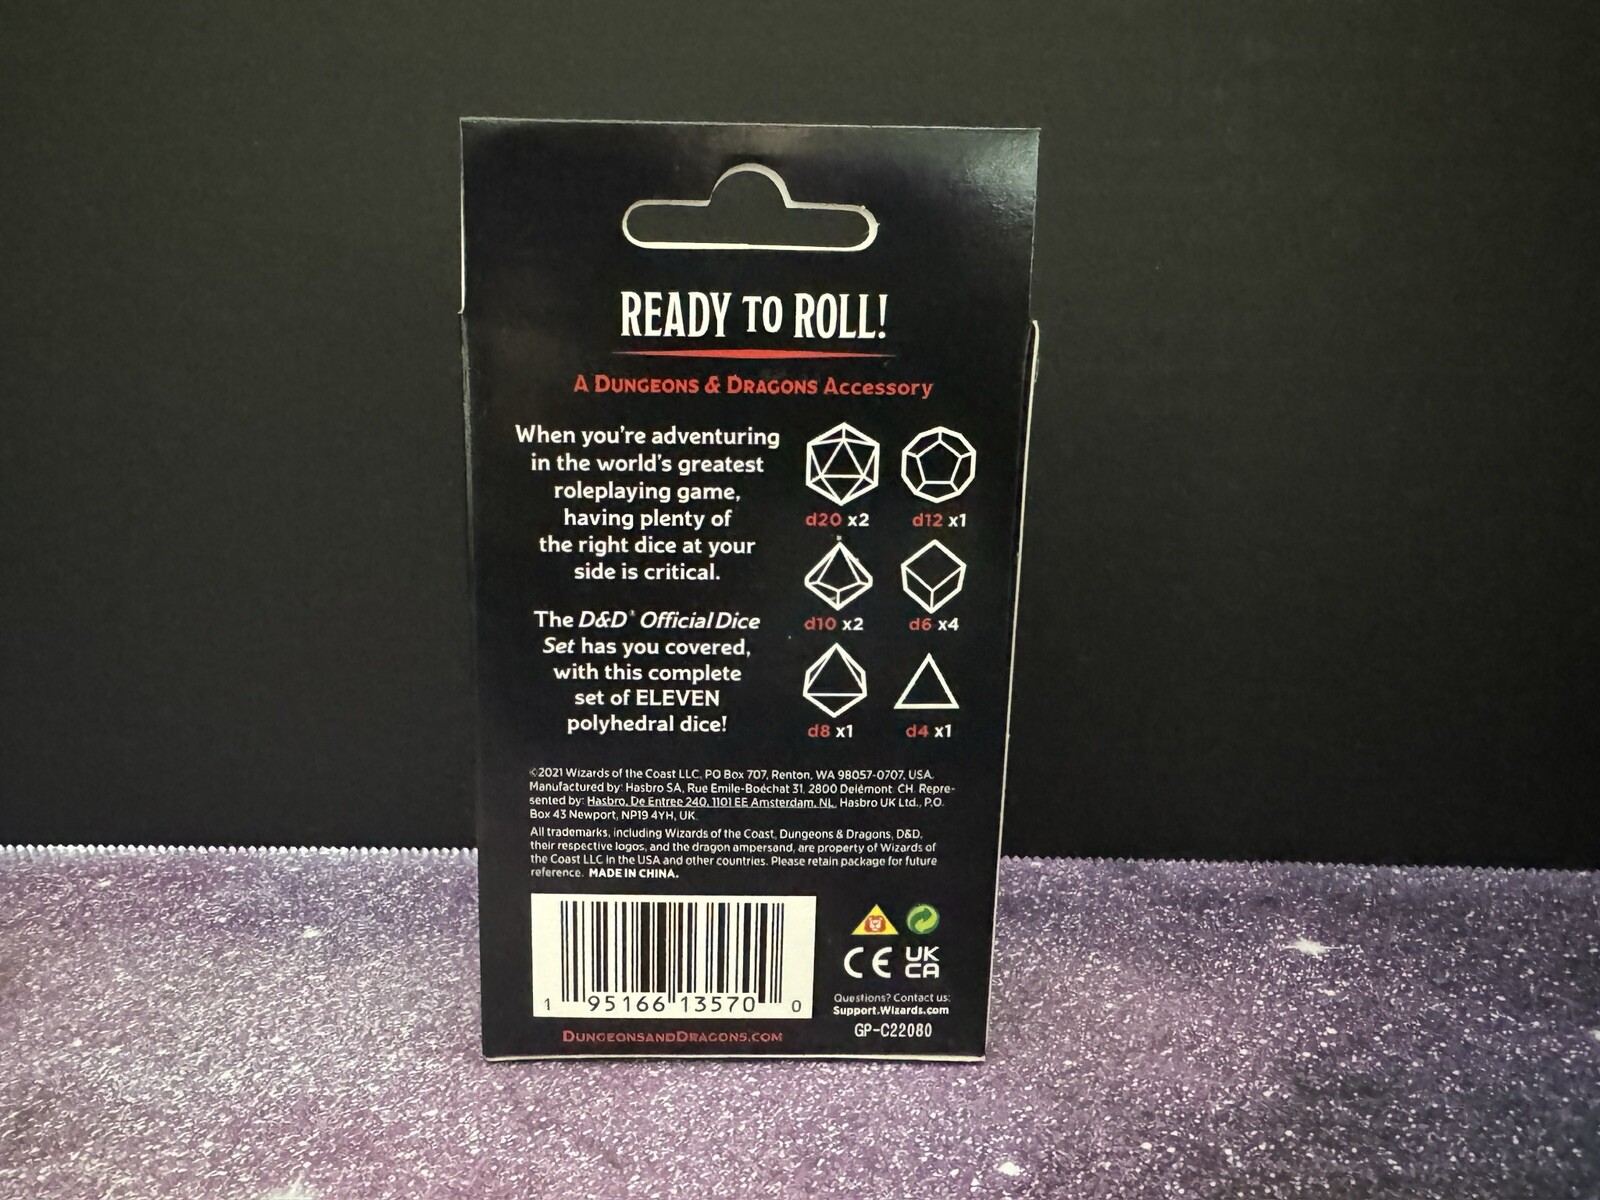 READY TO ROLL!
A DUNGEONS & DRAGONS Accessory
When you're adventuring
in the world's greatest
roleplaying game,
having plenty of
the right dice at your
side is critical.
The D&D® Official Dice
Set has you covered,
with this complete
set of ELEVEN
polyhedral dice!
d20 x2
d12 x1
d10 x2
d6 x4
d8 x1
d4 x1
©2021 Wizards of the Coast LLC, PO Box 707, Renton, WA 98057-0707, USA.
Manufactured by: Hasbro SA, Rue Emile-Boéchat 31, 2800 Delémont, CH. Repre-
sented by: Hasbro, De Entree 240, 1101 EE Amsterdam, NL. Hasbro UK Ltd., P.O.
Box 43 Newport, NP19 4YH, UK.
All trademarks, including Wizards of the Coast, Dungeons & Dragons, D&D,
their respective logos, and the dragon ampersand, are property of Wizards of
the Coast LLC in the USA and other countries. Please retain package for future
reference. MADE IN CHINA.
1 95166 13570 0
DUNGEONSANDDRAGONS.COM
CE
UK
CA
Questions? Contact us:
Support.Wizards.com
GP-C22080